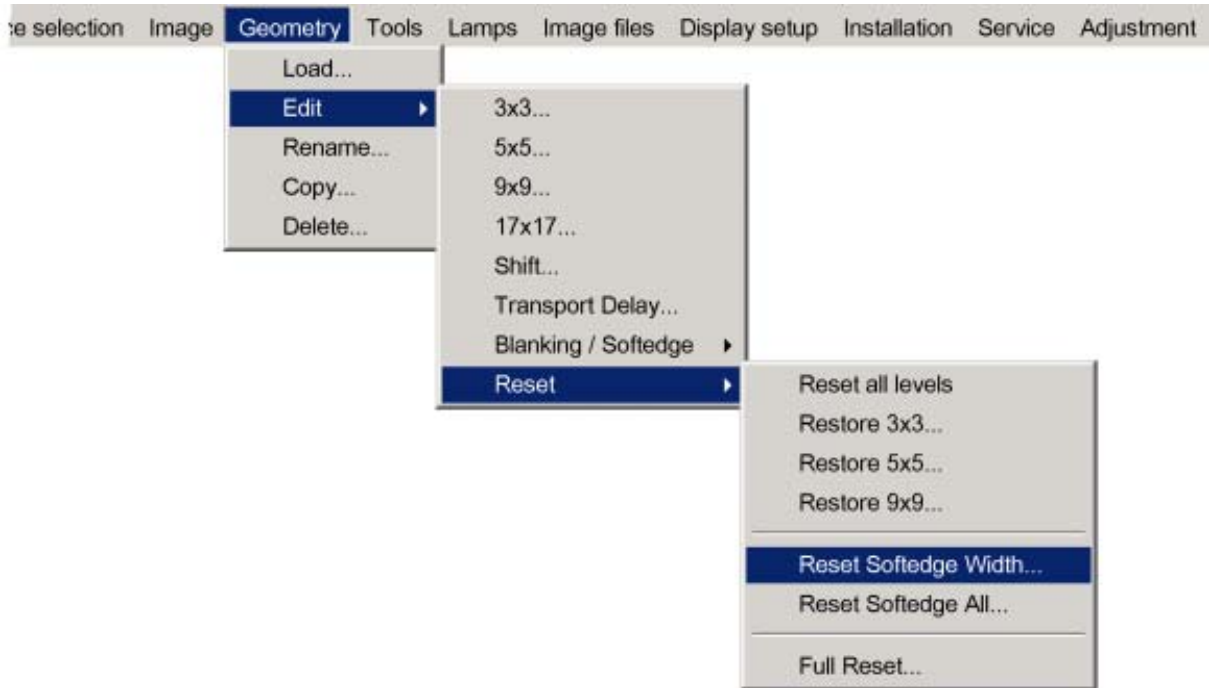 e selection Image Geometry Tools Lamps Image files Display setup Installation Service Adjustment
Load...
Edit
Rename...
Copy...
Delete...
3x3...
5x5...
9x9...
17x17...
Shift...
Transport Delay...
Blanking / Softedge
Reset
Reset all levels
Restore 3x3...
Restore 5x5...
Restore 9x9...
Reset Softedge Width...
Reset Softedge All...
Full Reset...